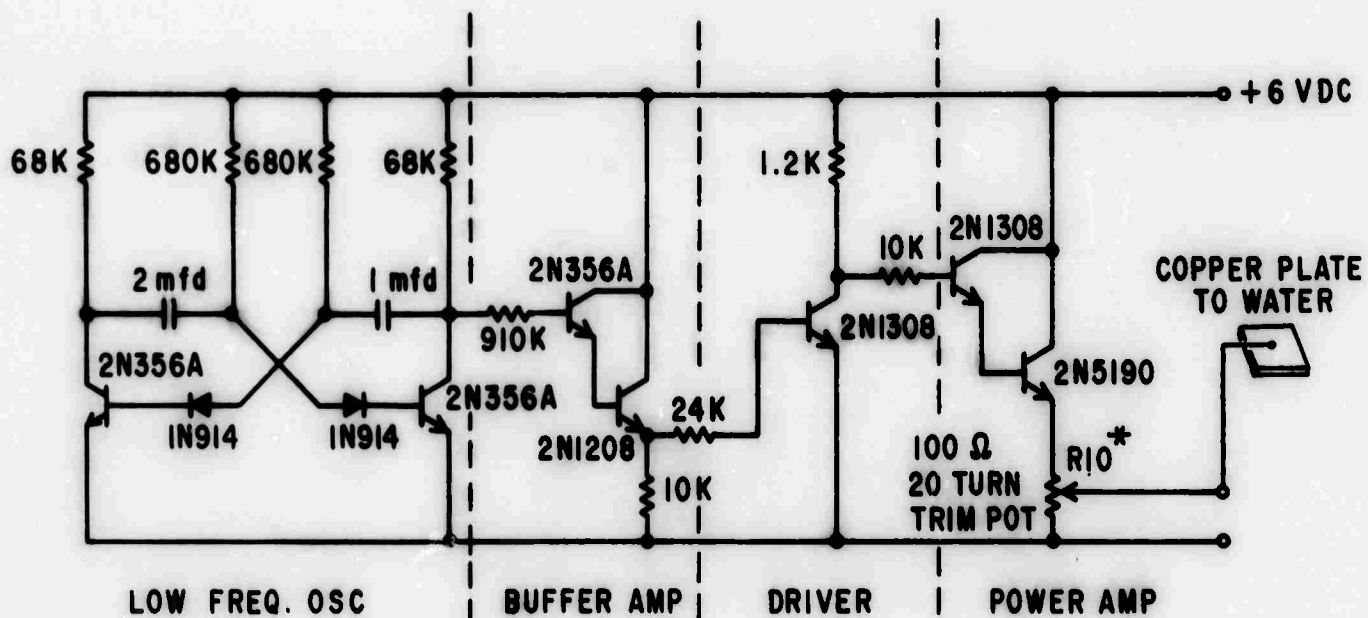 +6 VDC
68K
680K
680K
68K
1.2K
2 mfd
1 mfd
2N356A
910K
10K
2N1308
COPPER PLATE
TO WATER
2N1308
2N356A
1N914
1N914
2N356A
2N1208
24K
2N5190
10K
100 Ω
20 TURN
TRIM POT
R10*
LOW FREQ. OSC
BUFFER AMP
DRIVER
POWER AMP